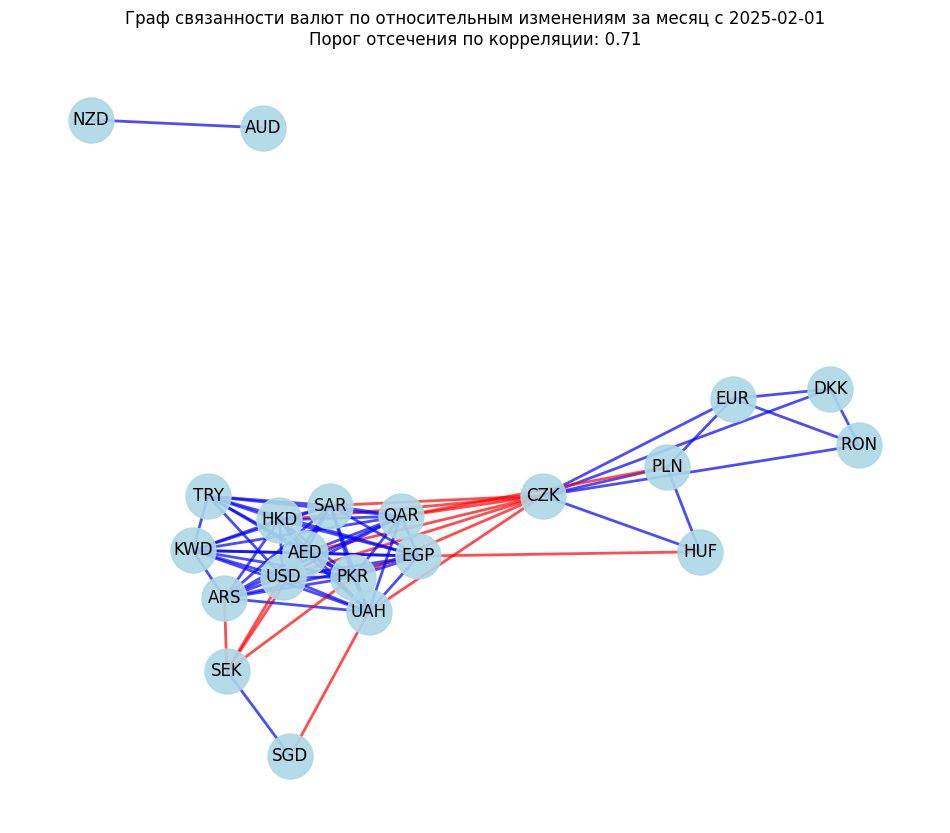 Граф связанности валют по относительным изменениям за месяц с 2025-02-01
Порог отсечения по корреляции: 0.71
NZD
AUD
DKK
EUR
RON
PLN
TRY
CZK
SAR
QAR
HKD
KWD
AED
EGP
HUF
USD
PKR
ARS
UAH
SEK
SGD